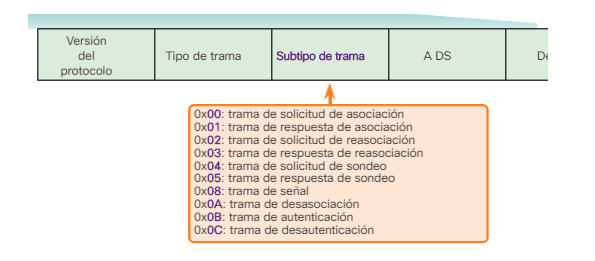 Versión
del
protocolo
Tipo de trama
Subtipo de trama
A DS
0x00: trama de solicitud de asociación
0x01: trama de respuesta de asociación
0x02: trama de solicitud de reasociación
0x03: trama de respuesta de reasociación
0x04: trama de solicitud de sondeo
0x05: trama de respuesta de sondeo
0x08: trama de señal
0x0A: trama de desasociación
0x0B: trama de autenticación
0x0C: trama de desautenticación